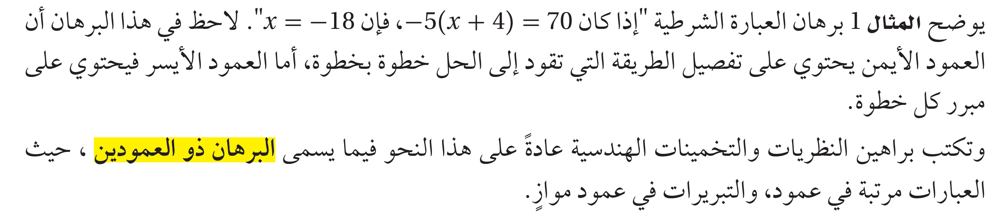 يوضح المثال 1 برهان العبارة الشرطية "إذا كان 70 = (x + 4)5−، فإن x = −18". لاحظ في هذا البرهان أن
العمود الأيمن يحتوي على تفصيل الطريقة التي تقود إلى الحل خطوة بخطوة، أما العمود الأيسر فيحتوي على
مبرر كل خطوة.
وتكتب براهين النظريات والتخمينات الهندسية عادةً على هذا النحو فيما يسمى البرهان ذو العمودين ، حيث
العبارات مرتبة في عمود، والتبريرات في عمود موازٍ.